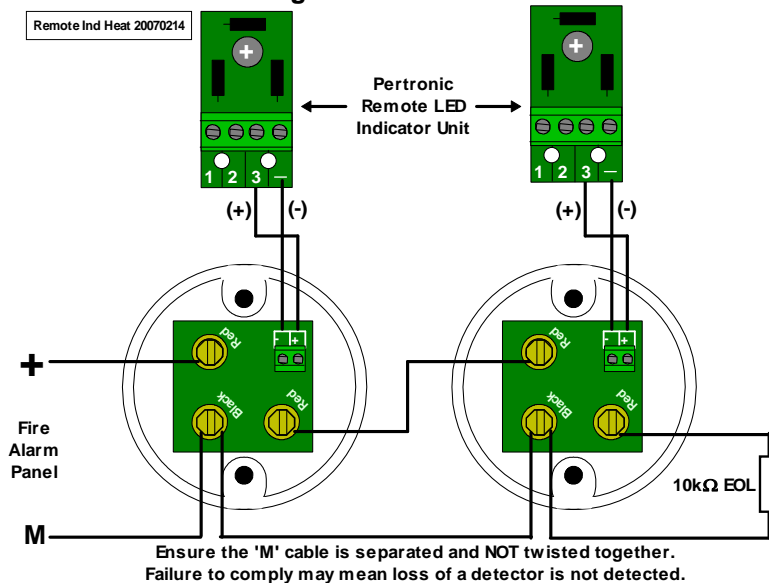 Remote Ind Heat 20070214
Pertronic
Remote LED
Indicator Unit
1 2 3 —
(+) (-)
1 2 3 —
(+) (-)
- +
Red
Black
Red
- +
Red
Black
Red
+
Fire
Alarm
Panel
M
10kΩ EOL
Ensure the 'M' cable is separated and NOT twisted together.
Failure to comply may mean loss of a detector is not detected.